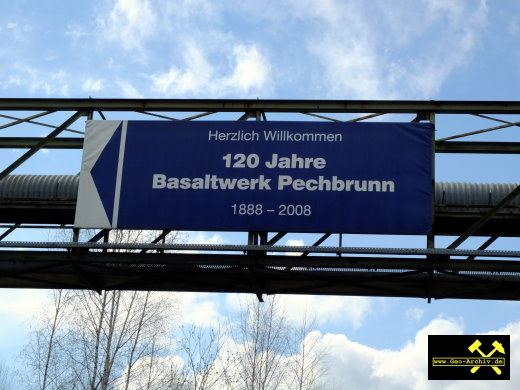 Herzlich Willkommen
120 Jahre
Basaltwerk Pechbrunn
1888 – 2008
www.Geo-Archiv.de